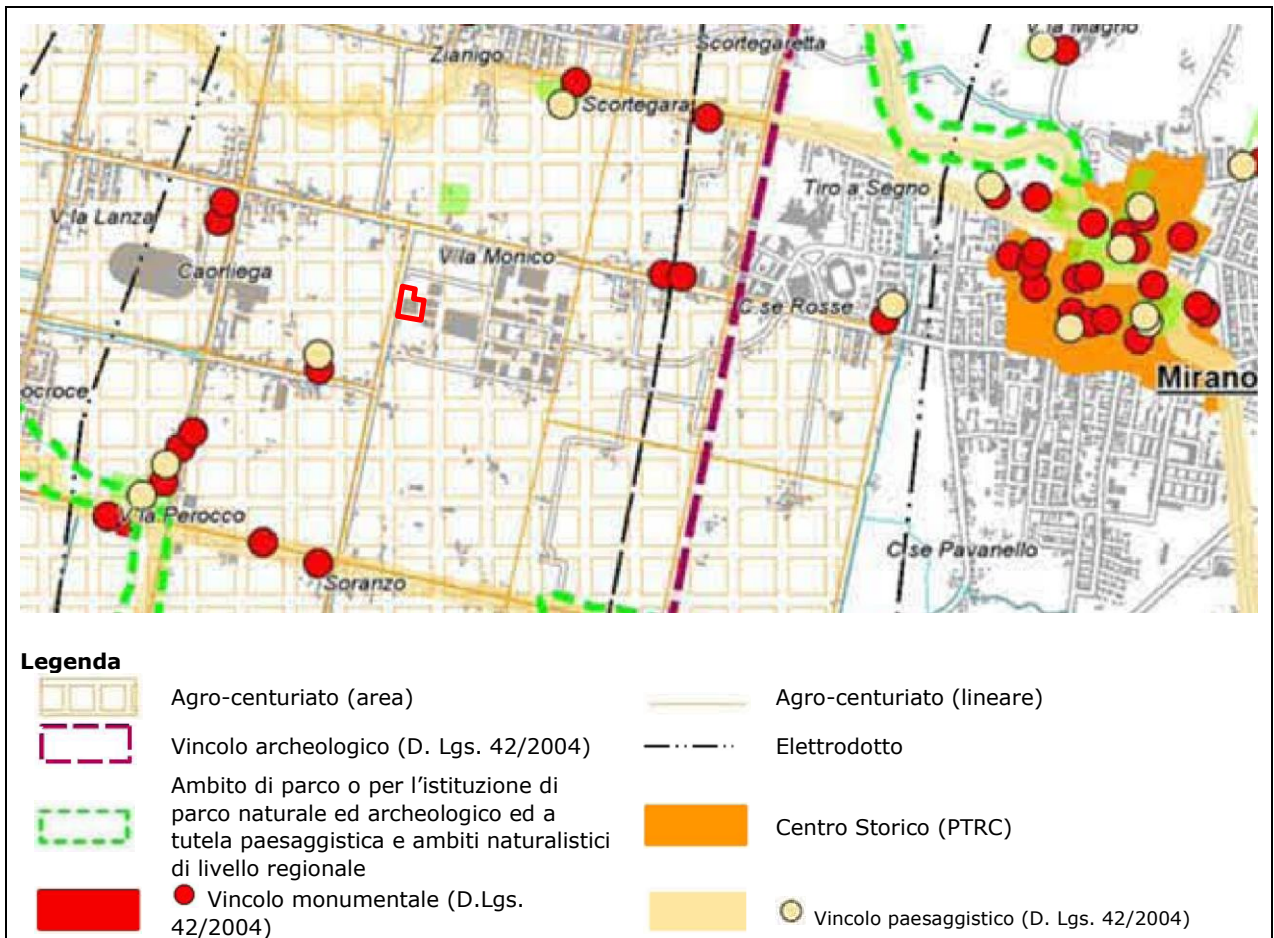 V.la Magno
Scortegaretta
Zianigo
Scortegara
Tiro a Segno
V.la Lanza
V.la Monico
Caorliega
C.se Rosse
ocroce
Mirano
V.la Perocco
C.se Pavanello
Soranzo
Legenda
Agro-centuriato (area)
Agro-centuriato (lineare)
Vincolo archeologico (D. Lgs. 42/2004)
Elettrodotto
Ambito di parco o per l’istituzione di
parco naturale ed archeologico ed a
tutela paesaggistica e ambiti naturalistici
di livello regionale
Centro Storico (PTRC)
Vincolo monumentale (D.Lgs.
42/2004)
Vincolo paesaggistico (D. Lgs. 42/2004)